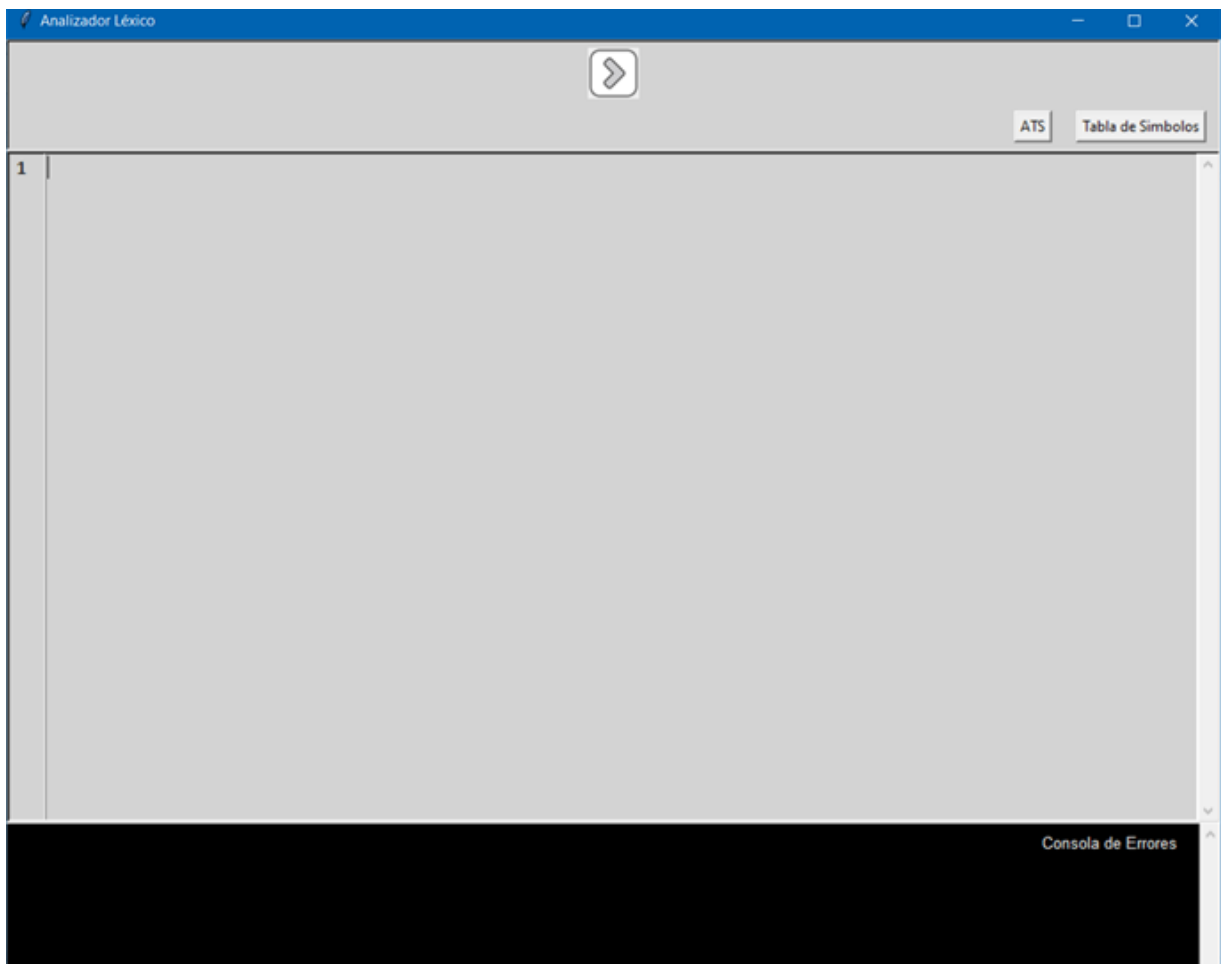 Analizador Léxico
ATS
Tabla de Simbolos
1
Consola de Errores